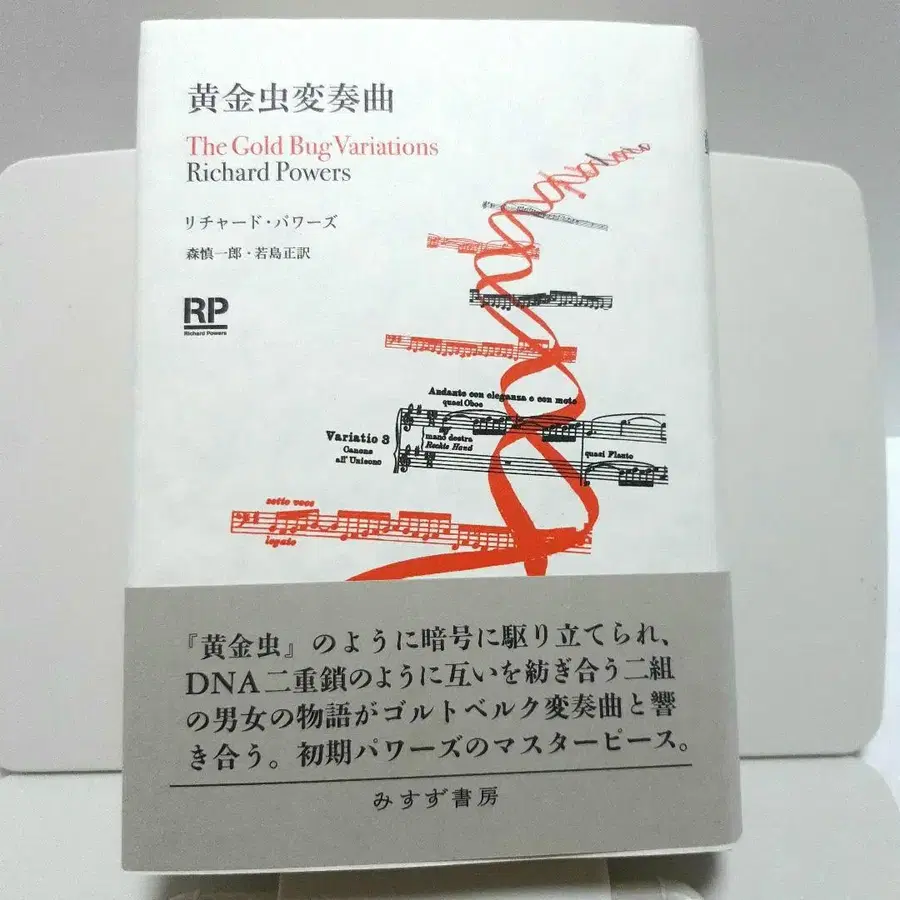 黄金虫変奏曲
The Gold Bug Variations
Richard Powers
リチャード・パワーズ
森慎一郎・若島正訳
RP
Richard Powers
Andante con eleganza e con moto
quasi Oboe
Variatio 3
Canone
all' Unisono
mano destra
Rechte Hand
quasi Flauto
sotto voce
legato
『黄金虫』のように暗号に駆り立てられ、
DNA二重鎖のように互いを紡ぎ合う二組
の男女の物語がゴルトベルク変奏曲と響
き合う。初期パワーズのマスターピース。
みすず書房